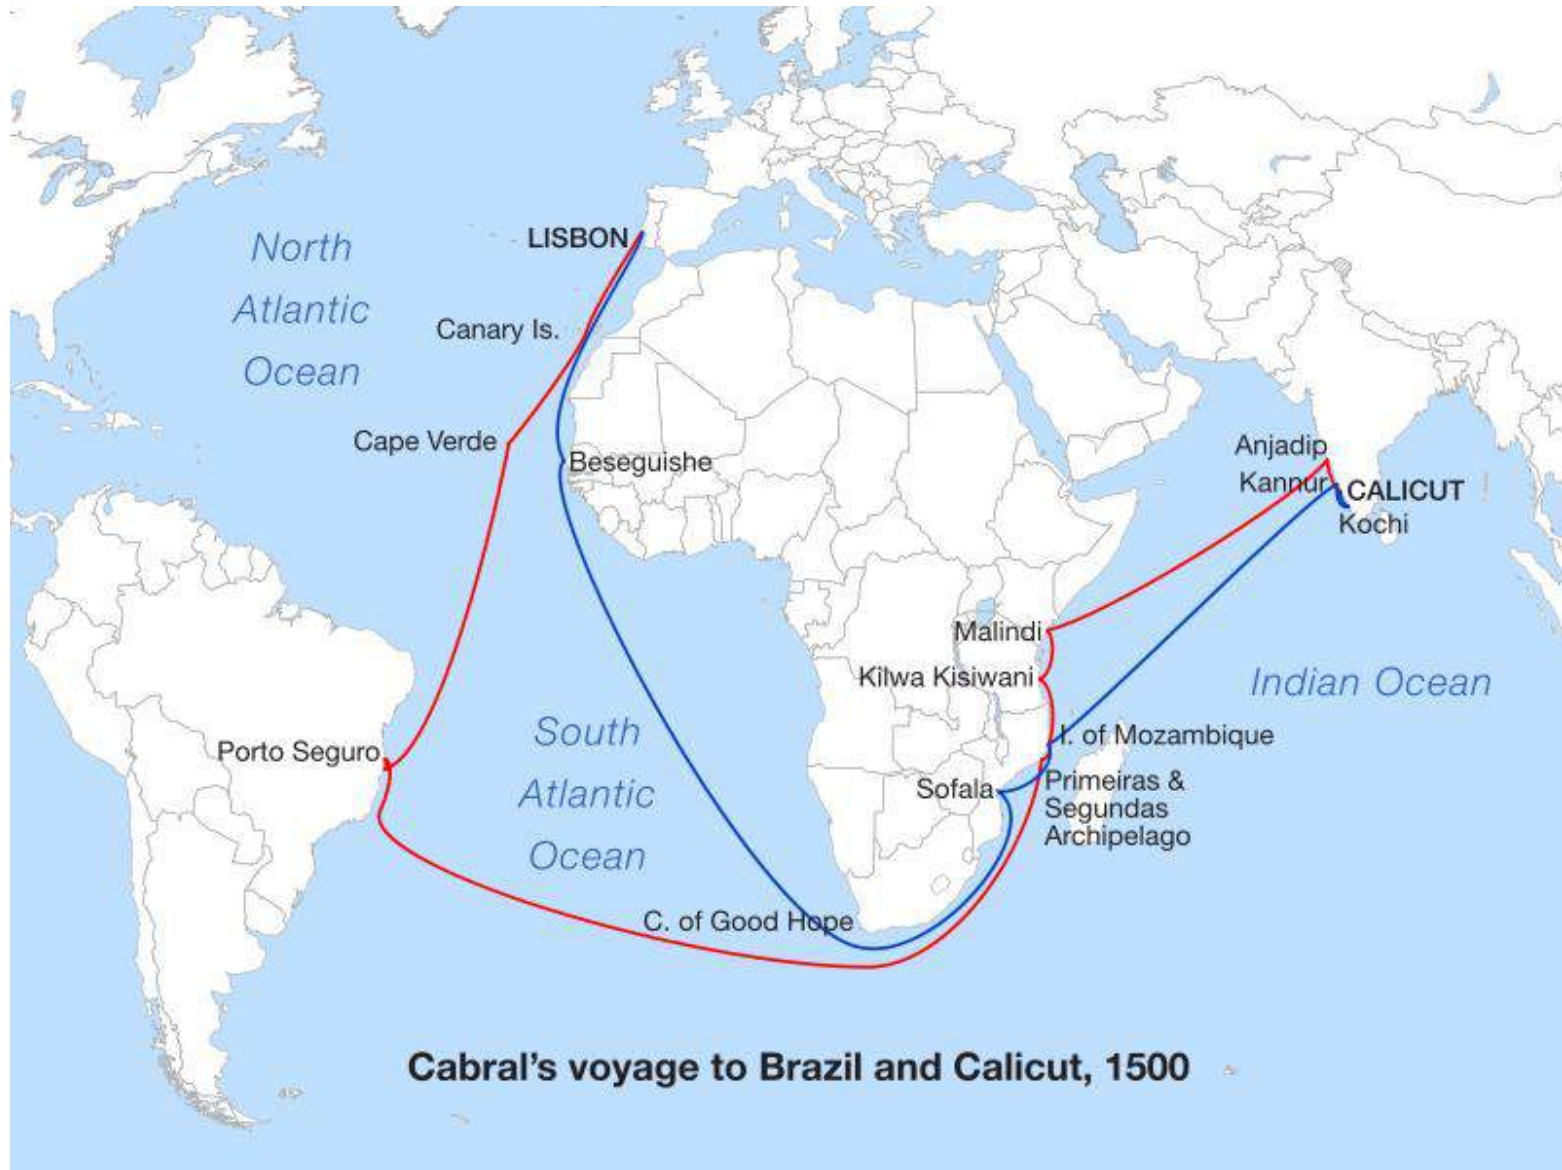 North
Atlantic
Ocean
LISBON
Canary Is.
Cape Verde
Beseguishe
Anjadip
Kannur
CALICUT
Kochi
Malindi
Kilwa Kisiwani
Indian Ocean
I. of Mozambique
Porto Seguro
South
Atlantic
Ocean
Sofala
Primeiras &
Segundas
Archipelago
C. of Good Hope
Cabral's voyage to Brazil and Calicut, 1500